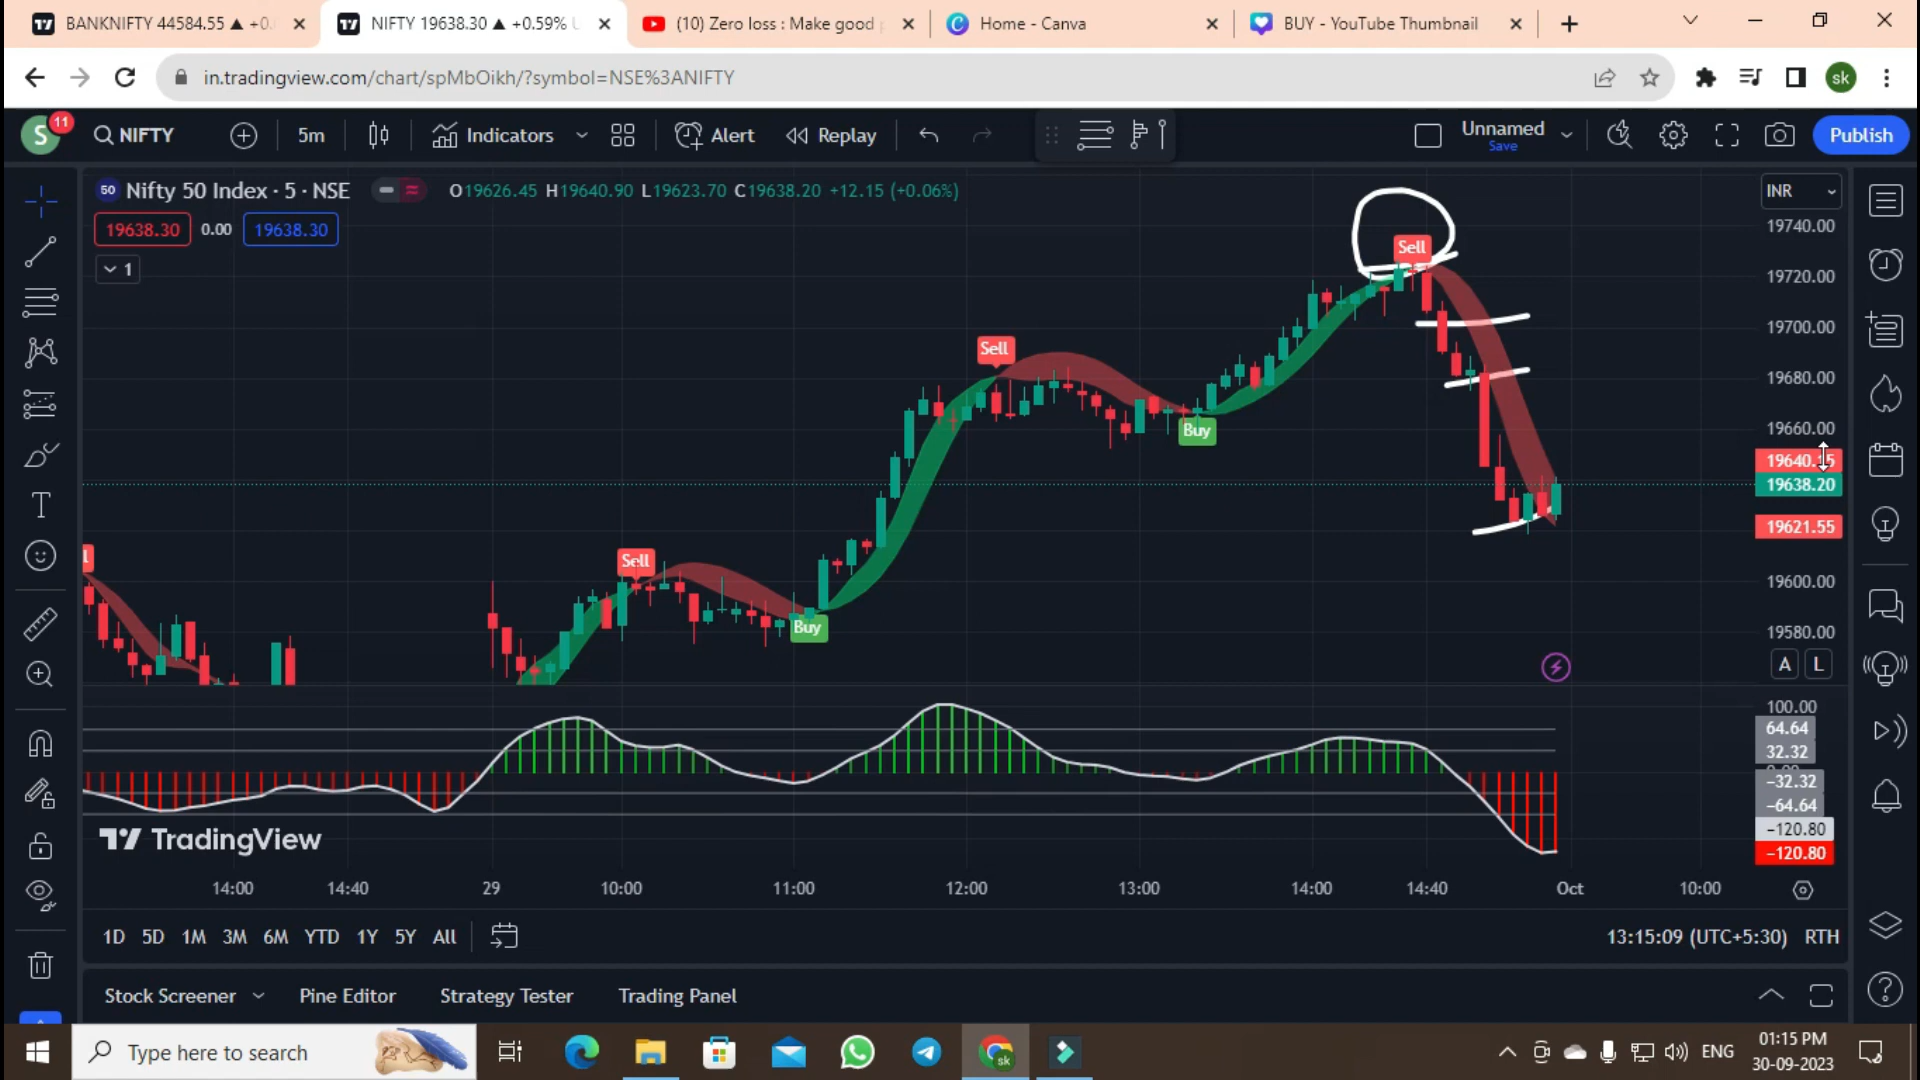 BANKNIFTY 44584.55 ▲ +0.
NIFTY 19638.30 ▲ +0.59%
(10) Zero loss : Make good
Home - Canva
BUY - YouTube Thumbnail
in.tradingview.com/chart/spMbOikh/?symbol=NSE%3ANIFTY
sk
S
11
NIFTY
5m
Indicators
Alert
Replay
Unnamed
Save
Publish
50
Nifty 50 Index · 5 · NSE
O19626.45 H19640.90 L19623.70 C19638.20 +12.15 (+0.06%)
INR
19638.30
0.00
19638.30
1
19740.00
19720.00
19700.00
19680.00
19660.00
19638.20
19621.55
19600.00
19580.00
Sell
Sell
Buy
Sell
Buy
A
L
100.00
64.64
32.32
−32.32
−64.64
−120.80
−120.80
TradingView
14:00
14:40
29
10:00
11:00
12:00
13:00
14:00
14:40
Oct
10:00
1D 5D 1M 3M 6M YTD 1Y 5Y All
13:15:09 (UTC+5:30) RTH
Stock Screener
Pine Editor
Strategy Tester
Trading Panel
Type here to search
sk
ENG
01:15 PM
30-09-2023